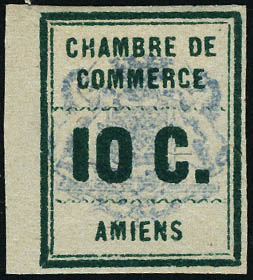 CHAMBRE DE
COMMERCE
10 C.
AMIENS